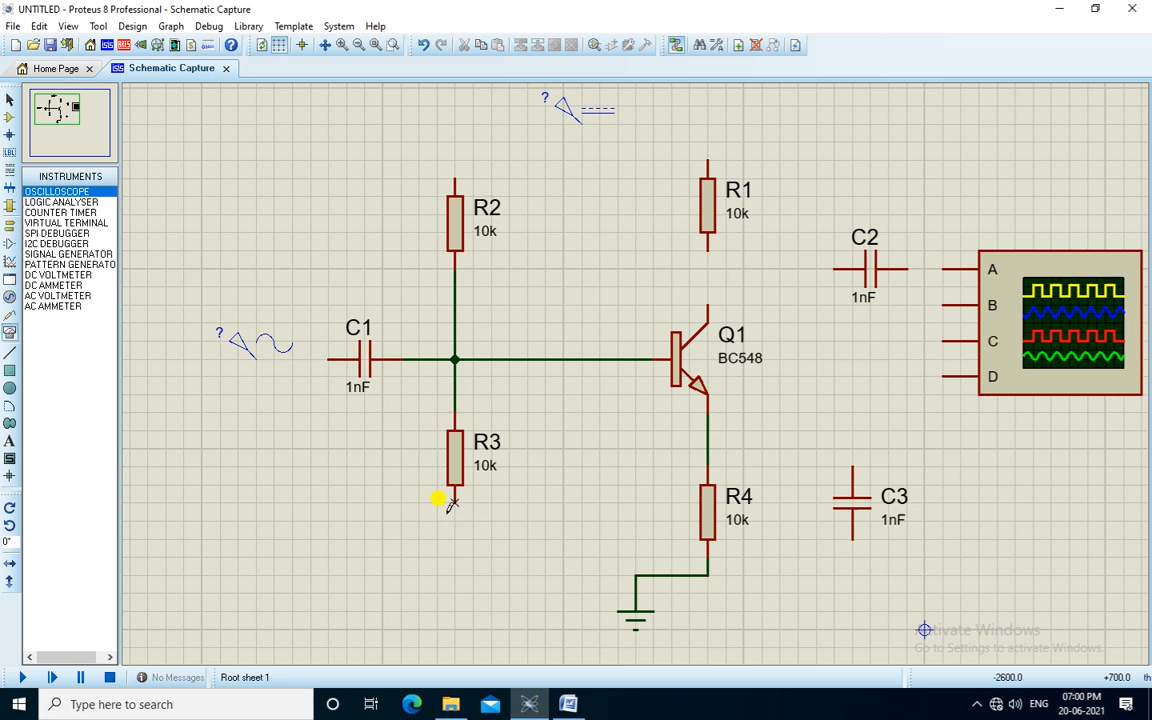 UNTITLED - Proteus 8 Professional - Schematic Capture
File Edit View Tool Design Graph Debug Library Template System Help
Home Page Schematic Capture
INSTRUMENTS
OSCILLOSCOPE
LOGIC ANALYSER
COUNTER TIMER
VIRTUAL TERMINAL
SPI DEBUGGER
I2C DEBUGGER
SIGNAL GENERATOR
PATTERN GENERATO
DC VOLTMETER
DC AMMETER
AC VOLTMETER
AC AMMETER
LBL
A
0°
?
R1
10k
R2
10k
C2
1nF
A
B
C
D
?
C1
1nF
Q1
BC548
R3
10k
R4
10k
C3
1nF
Activate Windows
Go to Settings to activate Windows.
No Messages Root sheet 1 -2600.0 +700.0 th
Type here to search
ENG
07:00 PM
20-06-2021